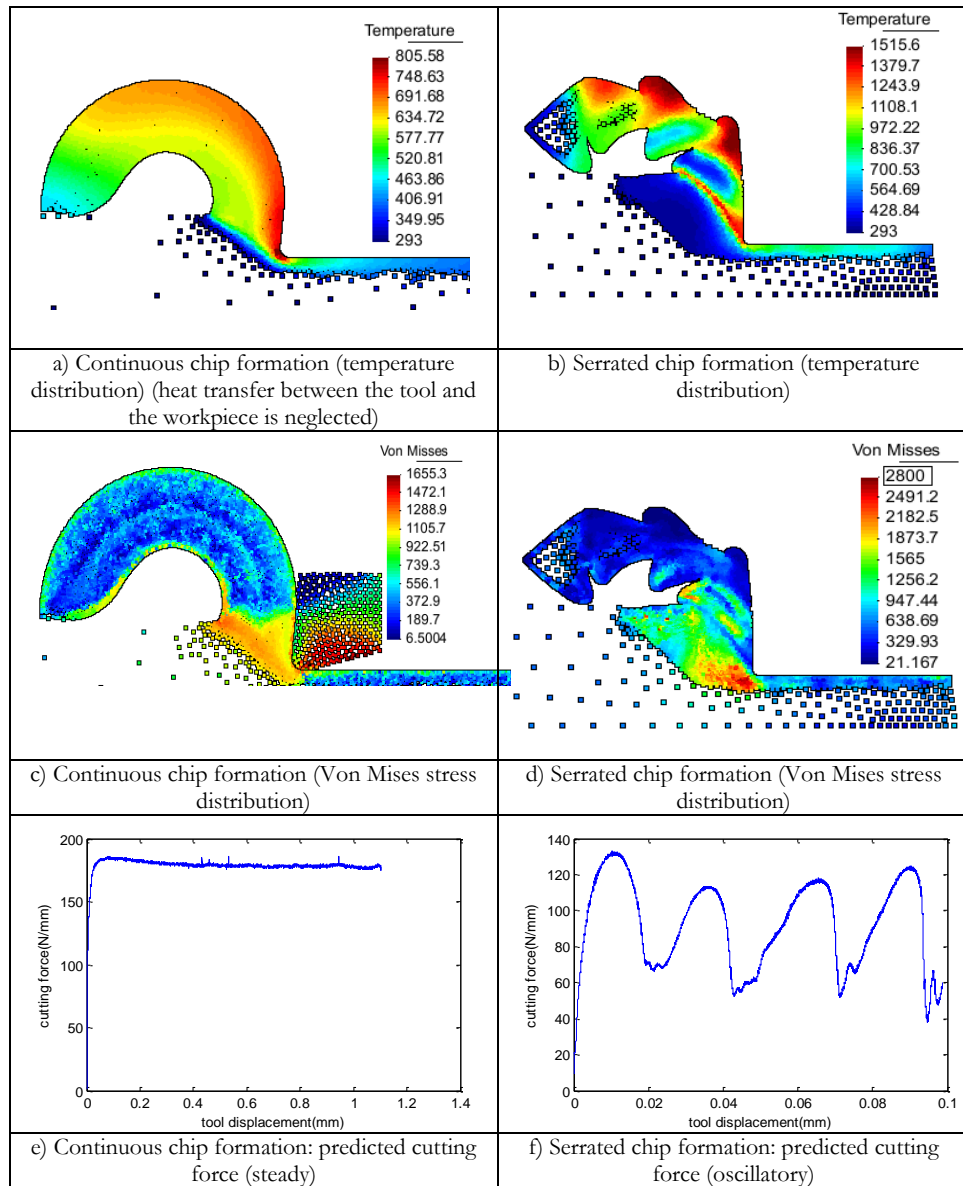 Temperature
805.58
748.63
691.68
634.72
577.77
520.81
463.86
406.91
349.95
293
Temperature
1515.6
1379.7
1243.9
1108.1
972.22
836.37
700.53
564.69
428.84
293
a) Continuous chip formation (temperature
distribution) (heat transfer between the tool and
the workpiece is neglected)
b) Serrated chip formation (temperature
distribution)
Von Misses
1655.3
1472.1
1288.9
1105.7
922.51
739.3
556.1
372.9
189.7
6.5004
Von Misses
2800
2491.2
2182.5
1873.7
1565
1256.2
947.44
638.69
329.93
21.167
c) Continuous chip formation (Von Mises stress
distribution)
d) Serrated chip formation (Von Mises stress
distribution)
200
150
100
50
0
cutting force(N/mm)
0 0.2 0.4 0.6 0.8 1 1.2 1.4
tool displacement(mm)
140
120
100
80
60
40
20
0
cutting force(N/mm)
0 0.02 0.04 0.06 0.08 0.1
tool displacement(mm)
e) Continuous chip formation: predicted cutting
force (steady)
f) Serrated chip formation: predicted cutting
force (oscillatory)